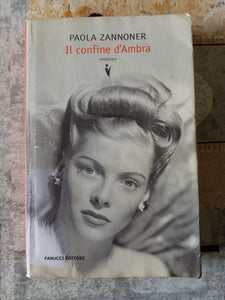 PAOLA ZANNONER
Il confine d'Ambra
romanzo
FANUCCI EDITORE